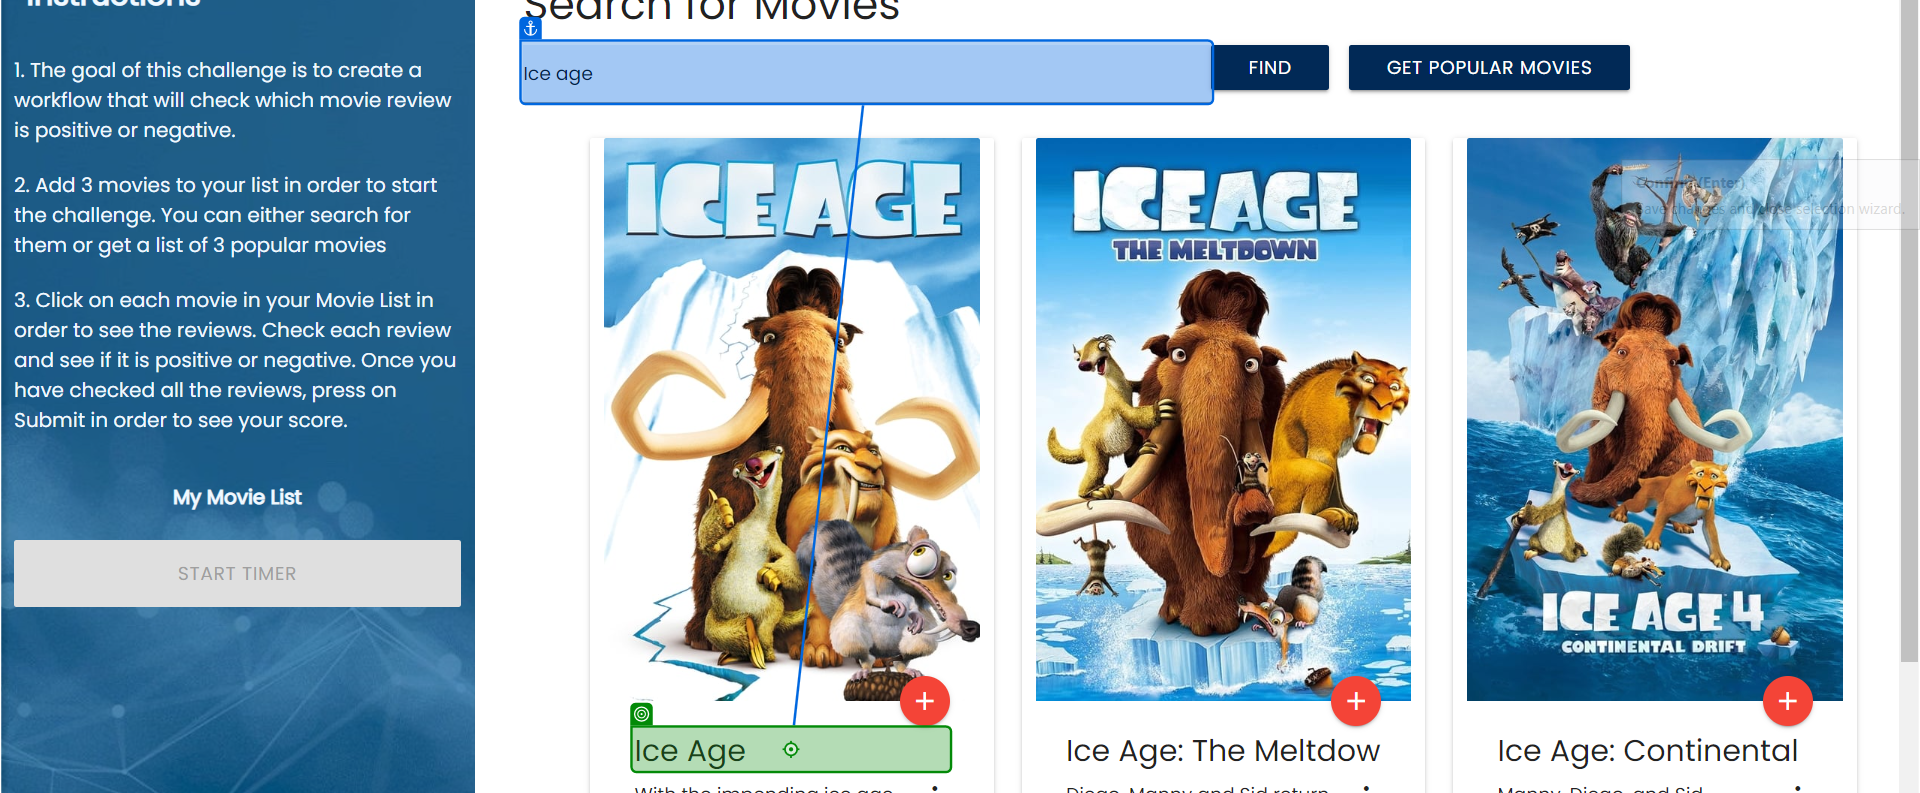 Instructions
1. The goal of this challenge is to create a
workflow that will check which movie review
is positive or negative.
2. Add 3 movies to your list in order to start
the challenge. You can either search for
them or get a list of 3 popular movies
3. Click on each movie in your Movie List in
order to see the reviews. Check each review
and see if it is positive or negative. Once you
have checked all the reviews, press on
Submit in order to see your score.
My Movie List
START TIMER
Search for Movies
Ice age
FIND
GET POPULAR MOVIES
ICE AGE
ICE AGE
THE MELTDOWN
Confirm (Enter)
Save changes and close selection wizard.
ICE AGE 4
CONTINENTAL DRIFT
Ice Age
Ice Age: The Meltdow
Ice Age: Continental
With the impending ice age
Diego, Manny and Sid return
Manny, Diego, and Sid